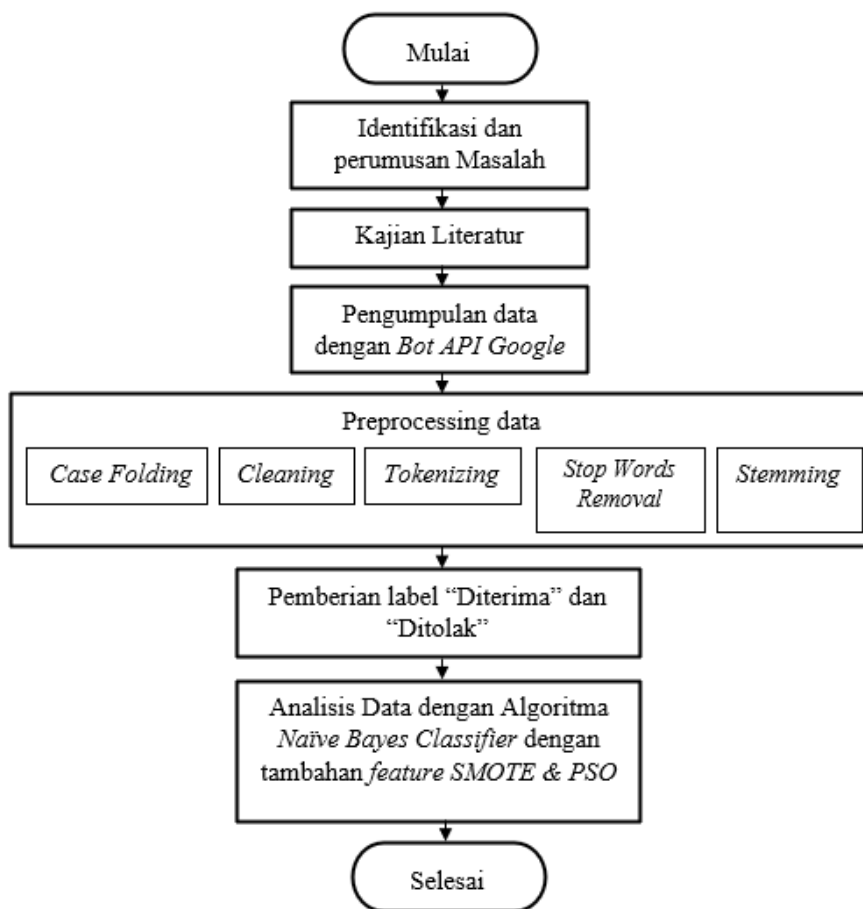 Mulai
Identifikasi dan
perumusan Masalah
Kajian Literatur
Pengumpulan data
dengan Bot API Google
Preprocessing data
Case Folding
Cleaning
Tokenizing
Stop Words
Removal
Stemming
Pemberian label “Diterima” dan
“Ditolak”
Analisis Data dengan Algoritma
Naïve Bayes Classifier dengan
tambahan feature SMOTE & PSO
Selesai